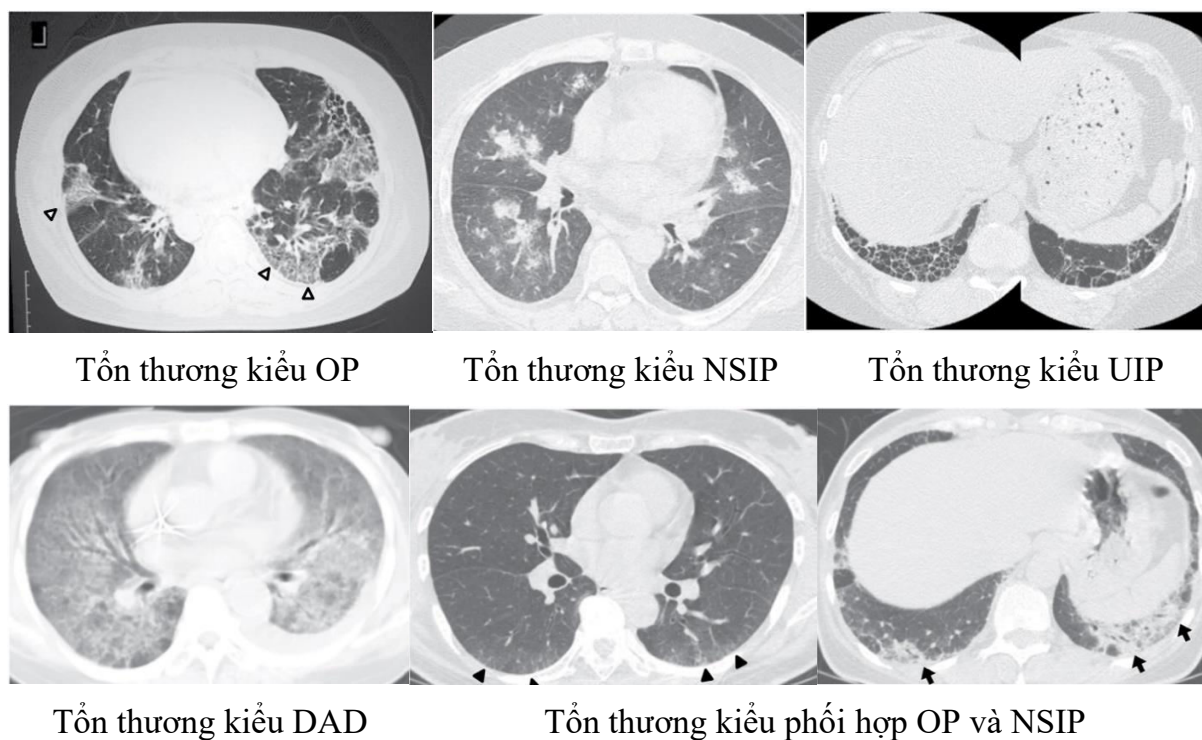 L
Tổn thương kiểu OP
Tổn thương kiểu NSIP
Tổn thương kiểu UIP
Tổn thương kiểu DAD
Tổn thương kiểu phối hợp OP và NSIP